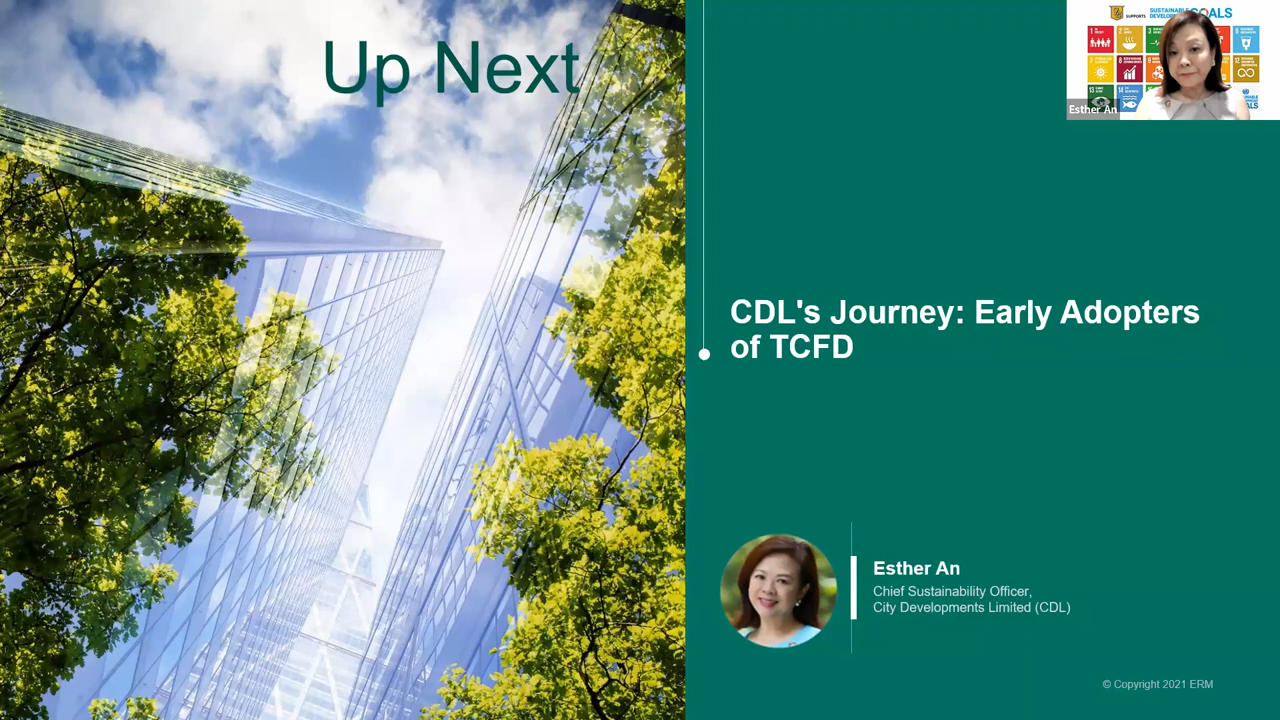 Up Next
SUPPORTS
SUSTAINABLE
GOALS
Esther An
CDL's Journey: Early Adopters
of TCFD
Esther An
Chief Sustainability Officer,
City Developments Limited (CDL)
© Copyright 2021 ERM